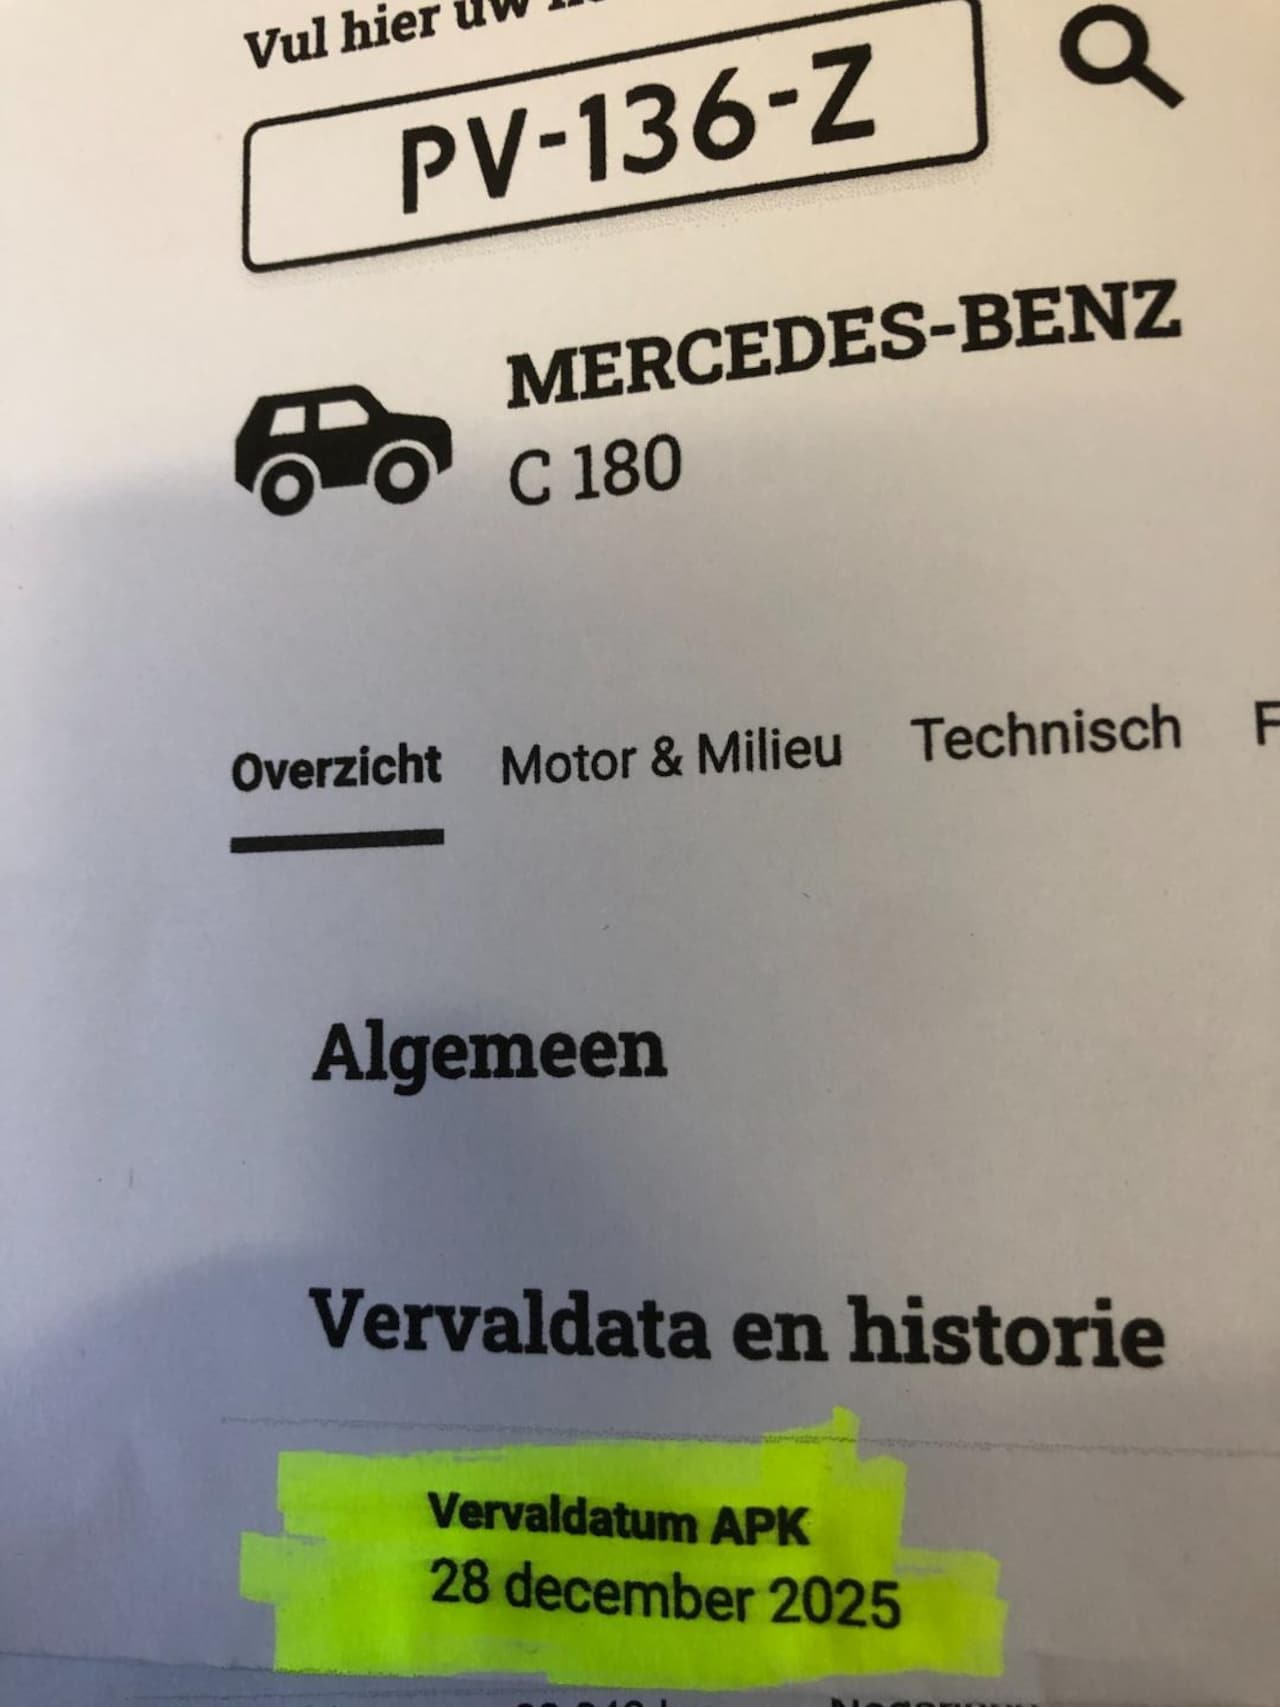 Vul hier uw
PV-136-Z
MERCEDES-BENZ
C 180
Overzicht Motor & Milieu Technisch F
Algemeen
Vervaldata en historie
Vervaldatum APK
28 december 2025